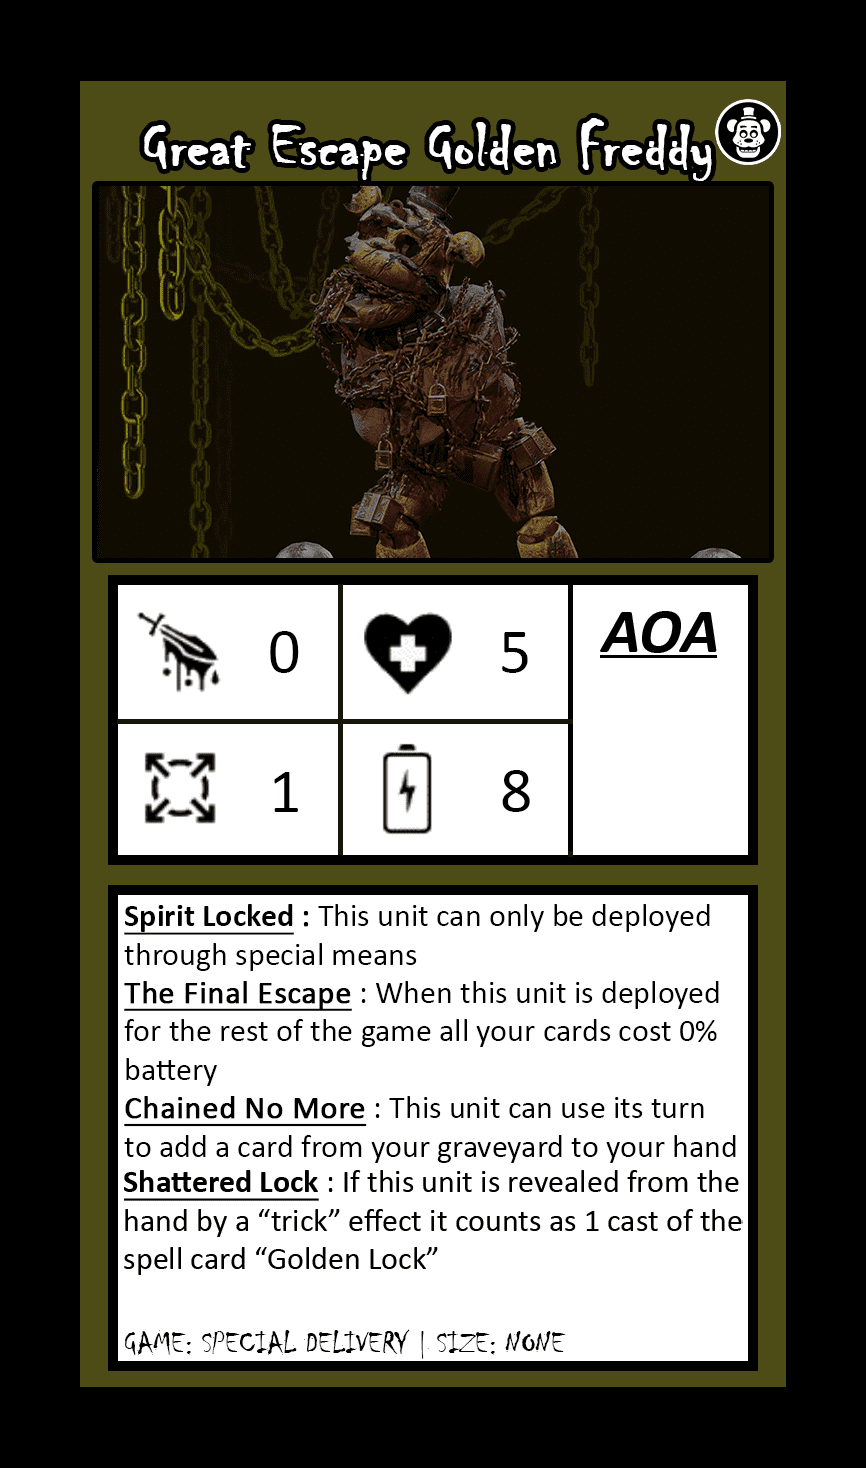 Great Escape Golden Freddy
0
5
AOA
1
8
Spirit Locked : This unit can only be deployed
through special means
The Final Escape : When this unit is deployed
for the rest of the game all your cards cost 0%
battery
Chained No More : This unit can use its turn
to add a card from your graveyard to your hand
Shattered Lock : If this unit is revealed from the
hand by a “trick” effect it counts as 1 cast of the
spell card “Golden Lock”
GAME: SPECIAL DELIVERY | SIZE: NONE